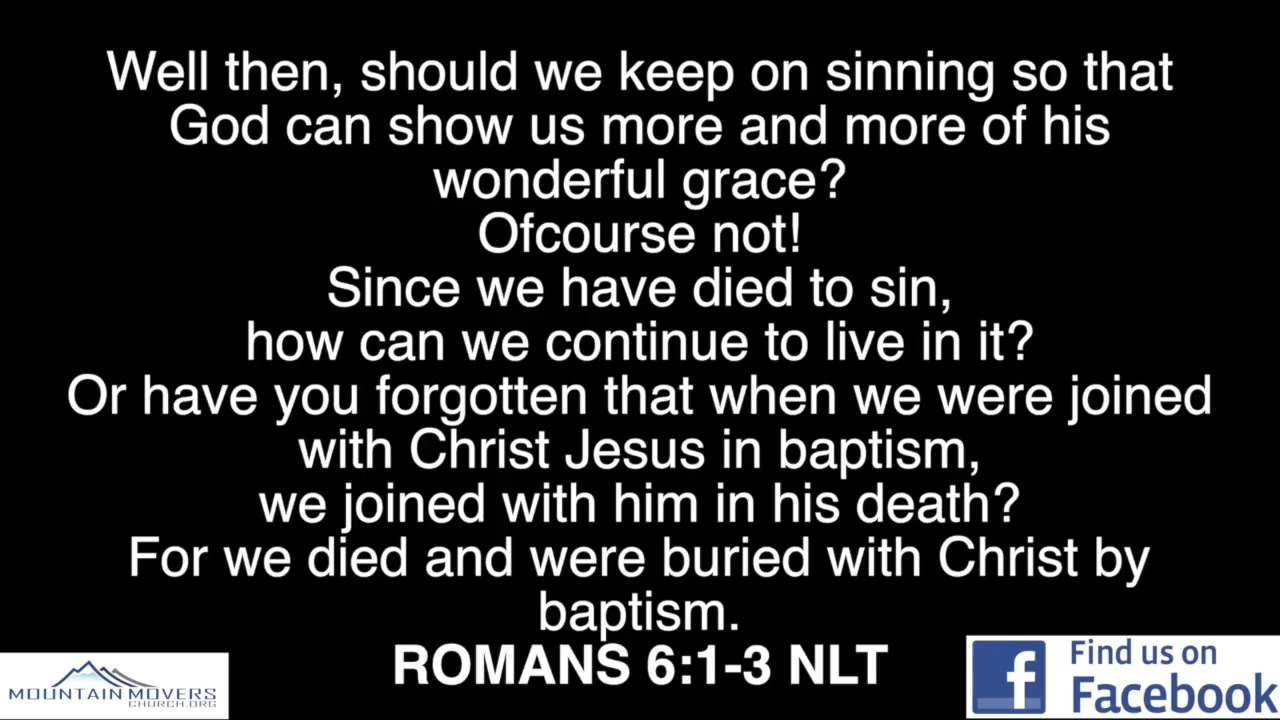 Well then, should we keep on sinning so that
God can show us more and more of his
wonderful grace?
Ofcourse not!
Since we have died to sin,
how can we continue to live in it?
Or have you forgotten that when we were joined
with Christ Jesus in baptism,
we joined with him in his death?
For we died and were buried with Christ by
baptism.
ROMANS 6:1-3 NLT
MOUNTAIN MOVERS
CHURCH.ORG
f
Find us on
Facebook